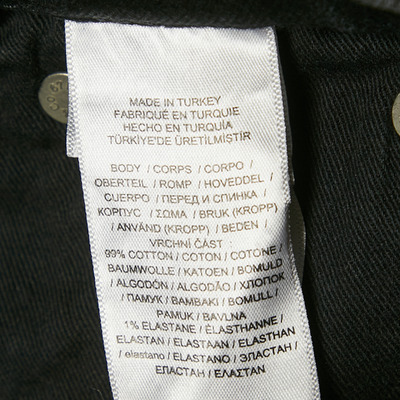 MADE IN TURKEY
FABRIQUÉ EN TURQUIE
HECHO EN TURQUÍA
TÜRKİYE'DE ÜRETİLMİŞTİR
BODY / CORPS / CORPO /
OBERTEIL / ROMP / HOVEDDEL /
CUERPO / ПЕРЕД И СПИНКА /
КОРПУС / ΣΩΜΑ / BRUK (KROPP)
/ ANVÄND (KROPP) / BEDEN /
VRCHNÍ ČÁST :
99% COTTON / COTON / COTONE /
BAUMWOLLE / KATOEN / BOMULD
/ ALGODÓN / ALGODÃO / ХЛОПОК
/ ПАМУК / ΒΑΜΒΑΚΙ / BOMULL /
PAMUK / BAVLNA
1% ELASTANE / ÉLASTHANNE /
ELASTAN / ELASTAAN / ELASTHAN
/ elastano / ELASTANO / ЭЛАСТАН /
ЕЛАСТАН / ΕΛΑΣΤΑΝ